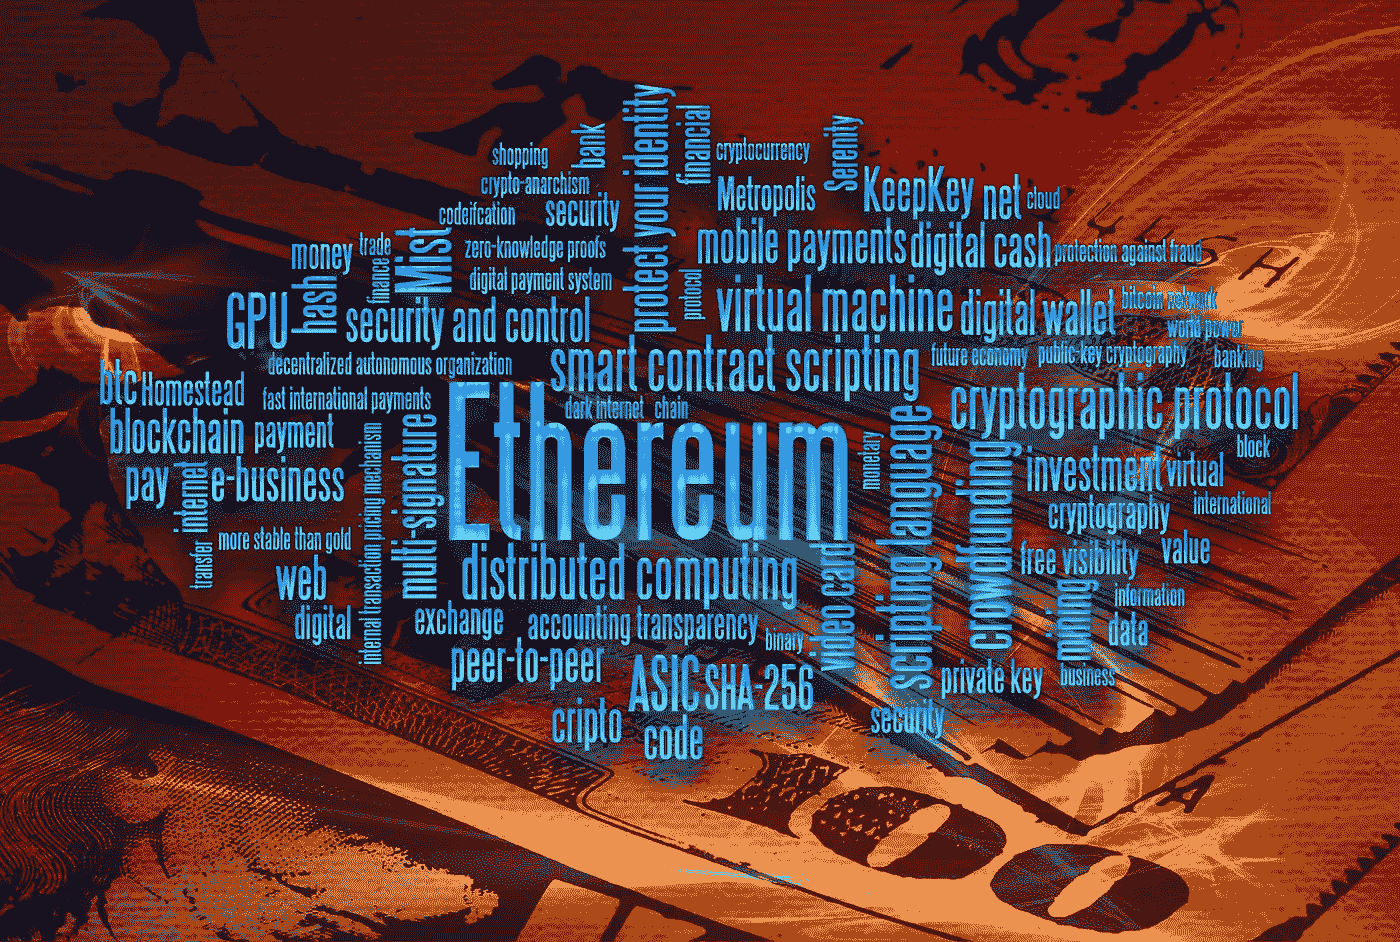 shopping
bank
protect your identity
financial
cryptocurrency
Serenity
crypto-anarchism
Metropolis
KeepKey
net
cloud
codeifcation
security
money
trade
finance
Mist
zero-knowledge proofs
mobile payments
digital cash
protection against fraud
digital payment system
potocol
GPU
hash
security and control
virtual machine
digital wallet
bitcoin network
world power
decentralized autonomous organization
smart contract scripting
future economy
public-key cryptography
banking
btc
Homestead
fast international payments
Ethereum
dark internet
chain
cryptographic protocol
blockchain
payment
internal transaction pricing mechanism
multi-signature
monetary
scripting language
crowdfunding
block
pay
internet
e-business
investment
virtual
international
cryptography
transfer
more stable than gold
free visibility
value
web
distributed computing
video card
mining
information
digital
exchange
accounting transparency
binary
data
peer-to-peer
ASIC
SHA-256
private key
business
cripto
code
security
H
100
A